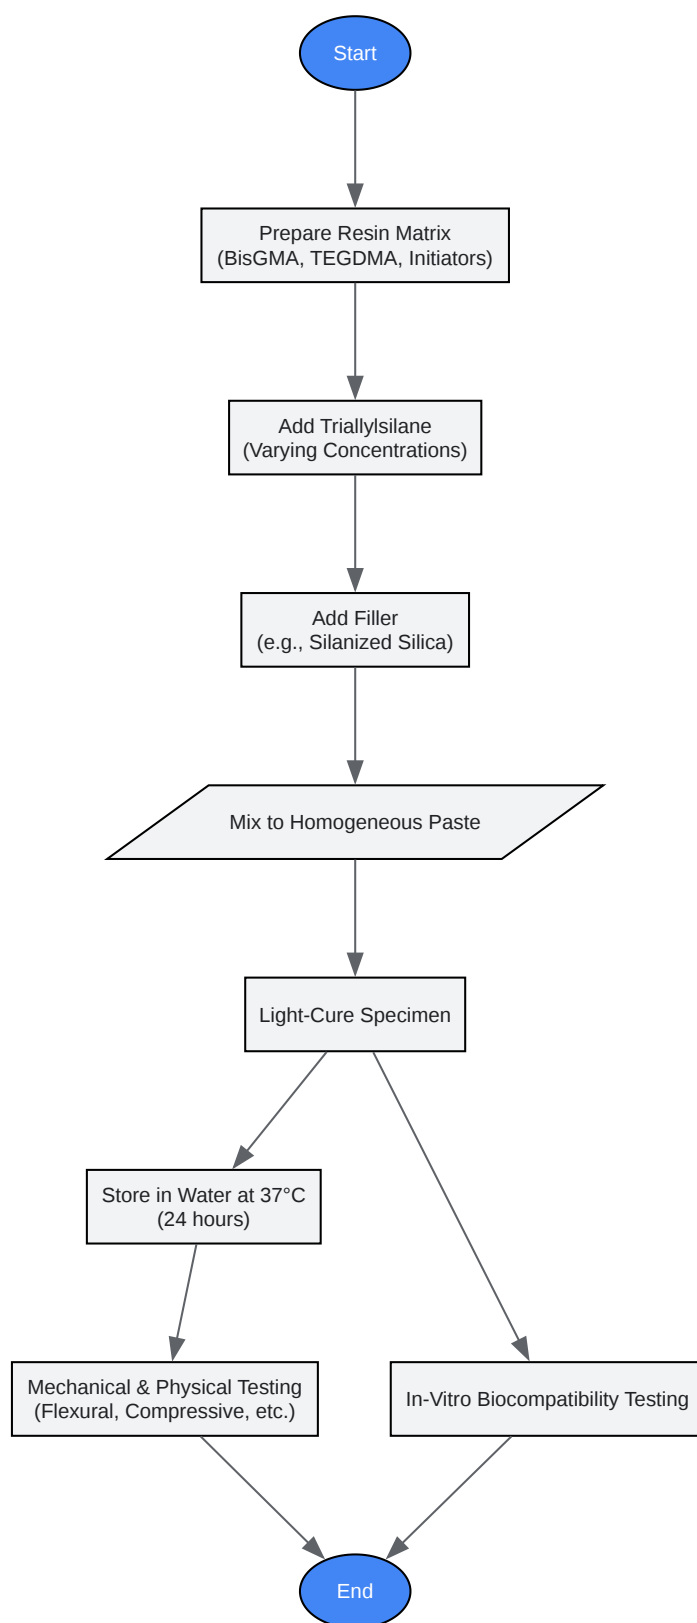 Start
Prepare Resin Matrix
(BisGMA, TEGDMA, Initiators)
Add Triallylsilane
(Varying Concentrations)
Add Filler
(e.g., Silanized Silica)
Mix to Homogeneous Paste
Light-Cure Specimen
Store in Water at 37°C
(24 hours)
Mechanical & Physical Testing
(Flexural, Compressive, etc.)
In-Vitro Biocompatibility Testing
End